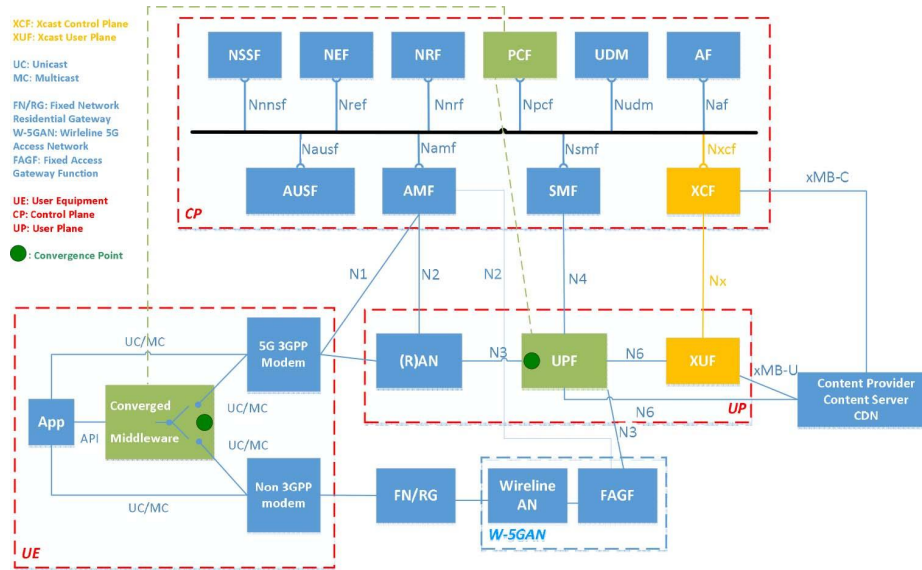 XCF: Xcast Control Plane
XUF: Xcast User Plane
UC: Unicast
MC: Multicast
FN/RG: Fixed Network
Residential Gateway
W-5GAN: Wirleline 5G
Access Network
FAGF: Fixed Access
Gateway Function
UE: User Equipment
CP: Control Plane
UP: User Plane
: Convergence Point
NSSF
NEF
NRF
PCF
UDM
AF
Nnnsf
Nref
Nnrf
Npcf
Nudm
Naf
Nausf
Namf
Nsmf
Nxcf
AUSF
AMF
SMF
XCF
xMB-C
CP
N1
N2
N2
N4
Nx
UC/MC
5G 3GPP
Modem
(R)AN
N3
UPF
N6
XUF
xMB-U
Content Provider
Content Server
CDN
App
API
Converged
Middleware
UC/MC
UC/MC
N6
UP
N3
UC/MC
Non 3GPP
modem
FN/RG
Wireline
AN
FAGF
W-5GAN
UE